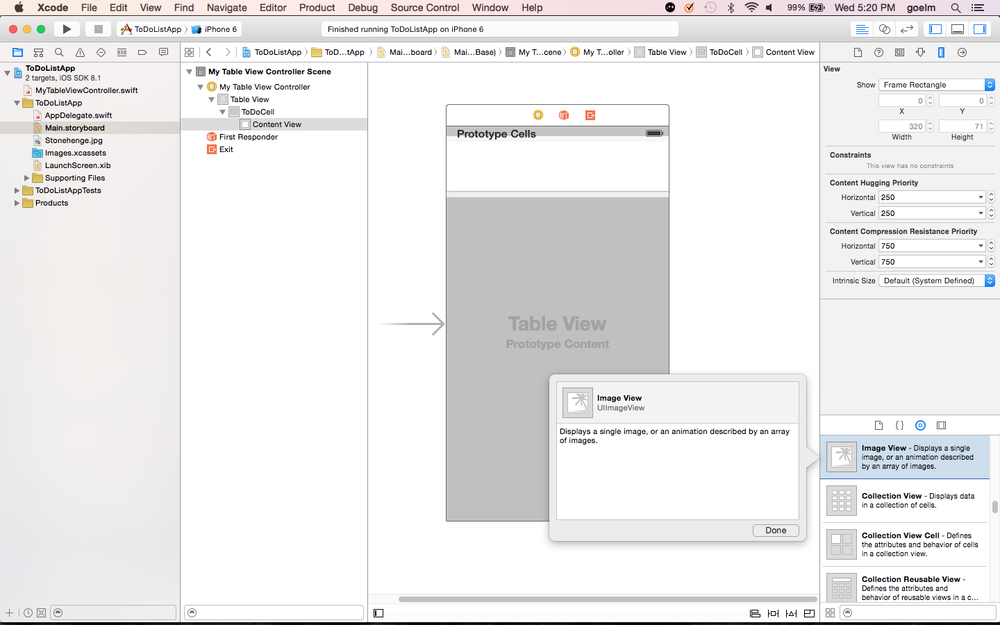 Xcode File Edit View Find Navigate Editor Product Debug Source Control Window Help 99% Wed 5:20 PM goelm
ToDoListApp iPhone 6 Finished running ToDoListApp on iPhone 6
ToDoListApp ToD...tApp Mai...board Mai...Base) My T...cene My T...oller Table View ToDoCell Content View
ToDoListApp
2 targets, iOS SDK 8.1
MyTableViewController.swift
ToDoListApp
AppDelegate.swift
Main.storyboard
Stonehenge.jpg
Images.xcassets
LaunchScreen.xib
Supporting Files
ToDoListAppTests
Products
My Table View Controller Scene
My Table View Controller
Table View
ToDoCell
Content View
First Responder
Exit
Prototype Cells
Table View
Prototype Content
Image View
UIImageView
Displays a single image, or an animation described by an array
of images.
Done
View
Show Frame Rectangle
0 0
X Y
320 71
Width Height
Constraints
This view has no constraints
Content Hugging Priority
Horizontal 250
Vertical 250
Content Compression Resistance Priority
Horizontal 750
Vertical 750
Intrinsic Size Default (System Defined)
Image View - Displays a single
image, or an animation described
by an array of images.
Collection View - Displays data
in a collection of cells.
Collection View Cell - Defines
the attributes and behavior of cells
in a collection view.
Collection Reusable View -
Defines the attributes and
behavior of reusable views in a c...